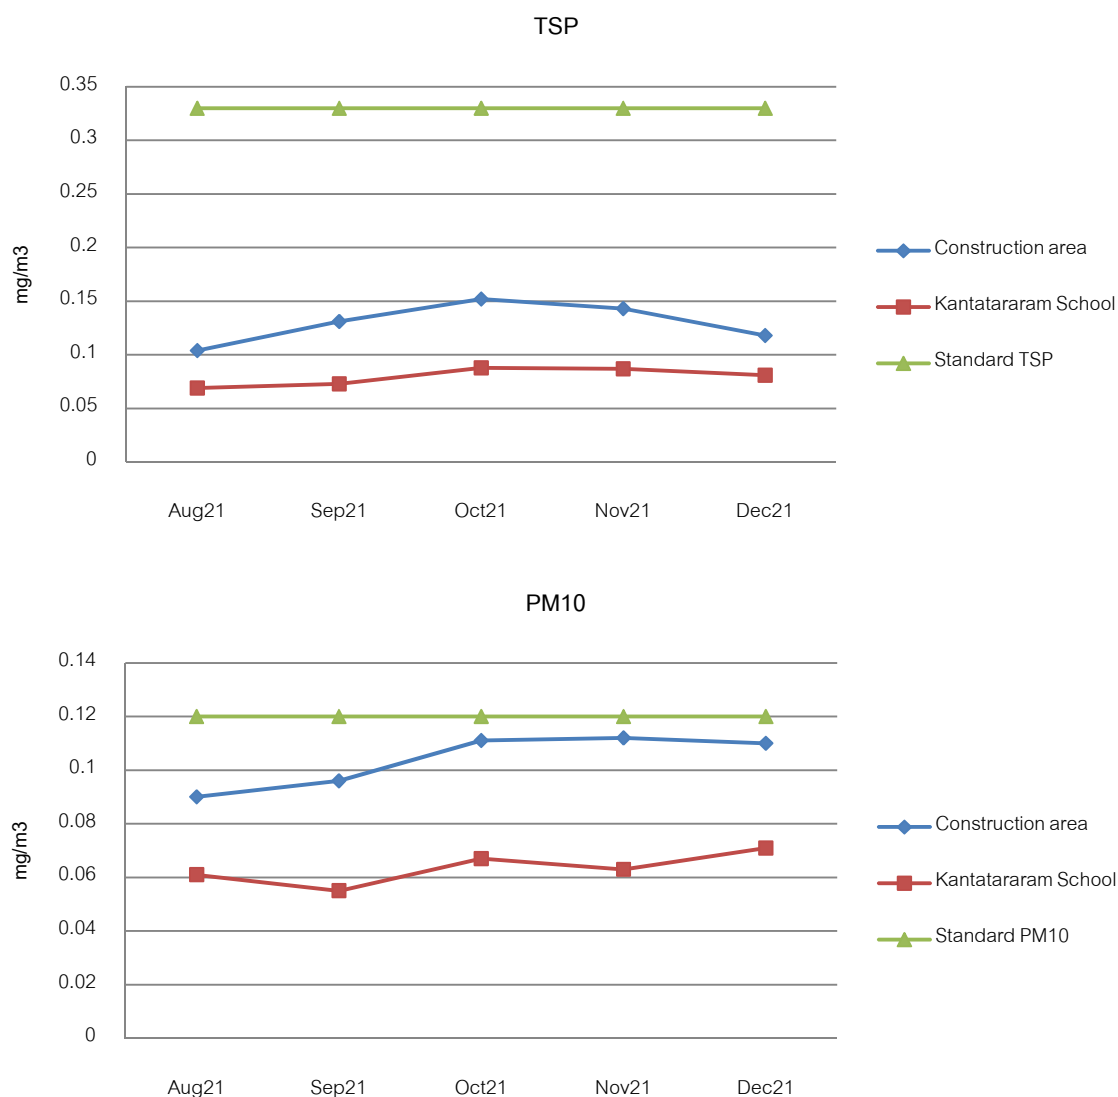 TSP
0.35
0.3
0.25
0.2
0.15
0.1
0.05
0
mg/m3
Aug21 Sep21 Oct21 Nov21 Dec21
Construction area
Kantatararam School
Standard TSP
PM10
0.14
0.12
0.1
0.08
0.06
0.04
0.02
0
mg/m3
Aug21 Sep21 Oct21 Nov21 Dec21
Construction area
Kantatararam School
Standard PM10